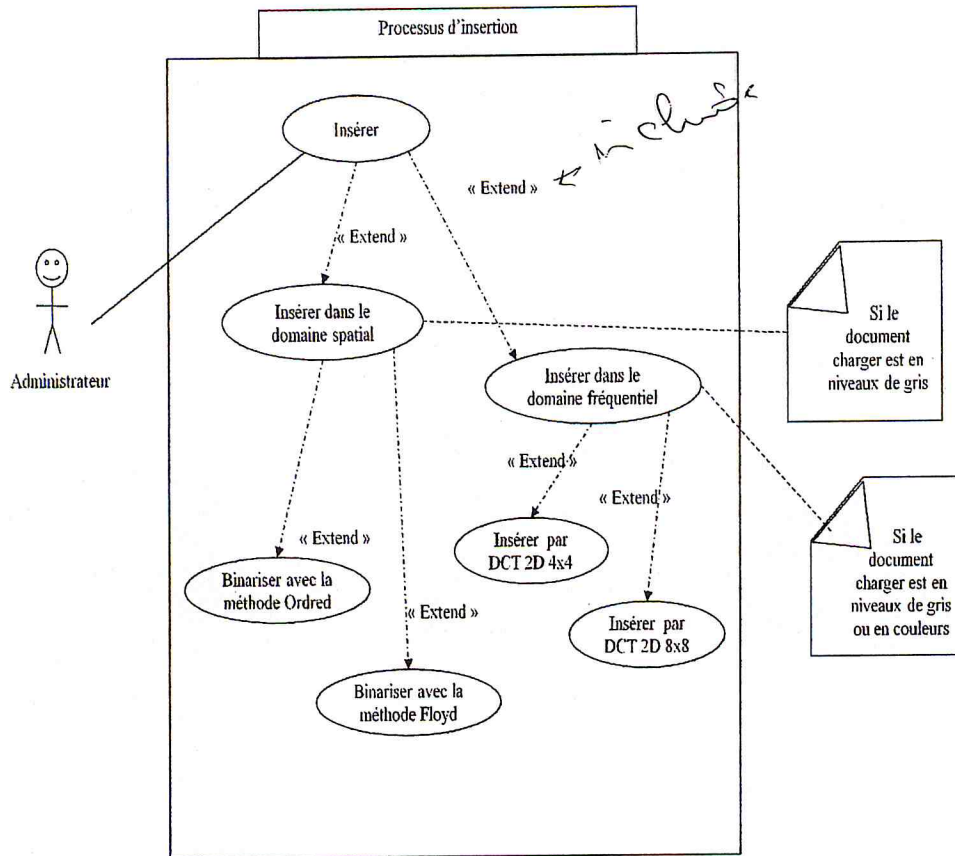 Processus d'insertion
Insérer
include
« Extend »
« Extend »
Insérer dans le
domaine spatial
Administrateur
Si le
document
charger est en
niveaux de gris
Insérer dans le
domaine fréquentiel
« Extend »
« Extend »
Insérer par
DCT 2D 4x4
Si le
document
charger est en
niveaux de gris
ou en couleurs
« Extend »
Binariser avec la
méthode Ordred
« Extend »
Insérer par
DCT 2D 8x8
Binariser avec la
méthode Floyd